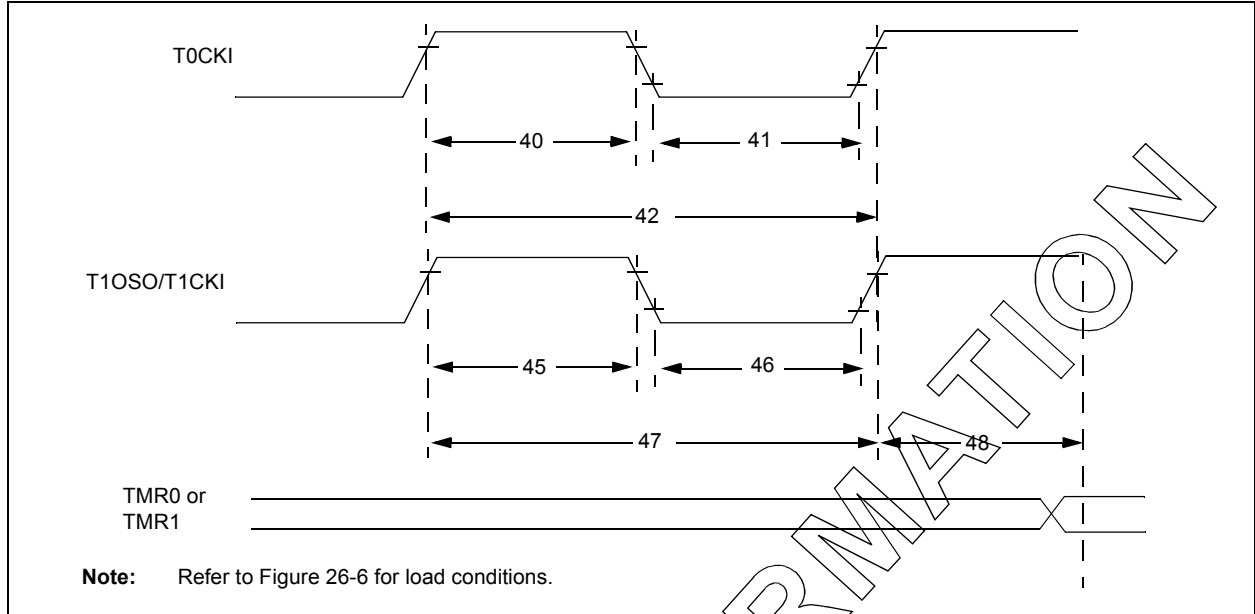 T0CKI
40
41
42
T1OSO/T1CKI
45
46
47
48
TMR0 or
TMR1
Note: Refer to Figure 26-6 for load conditions.
RMATION